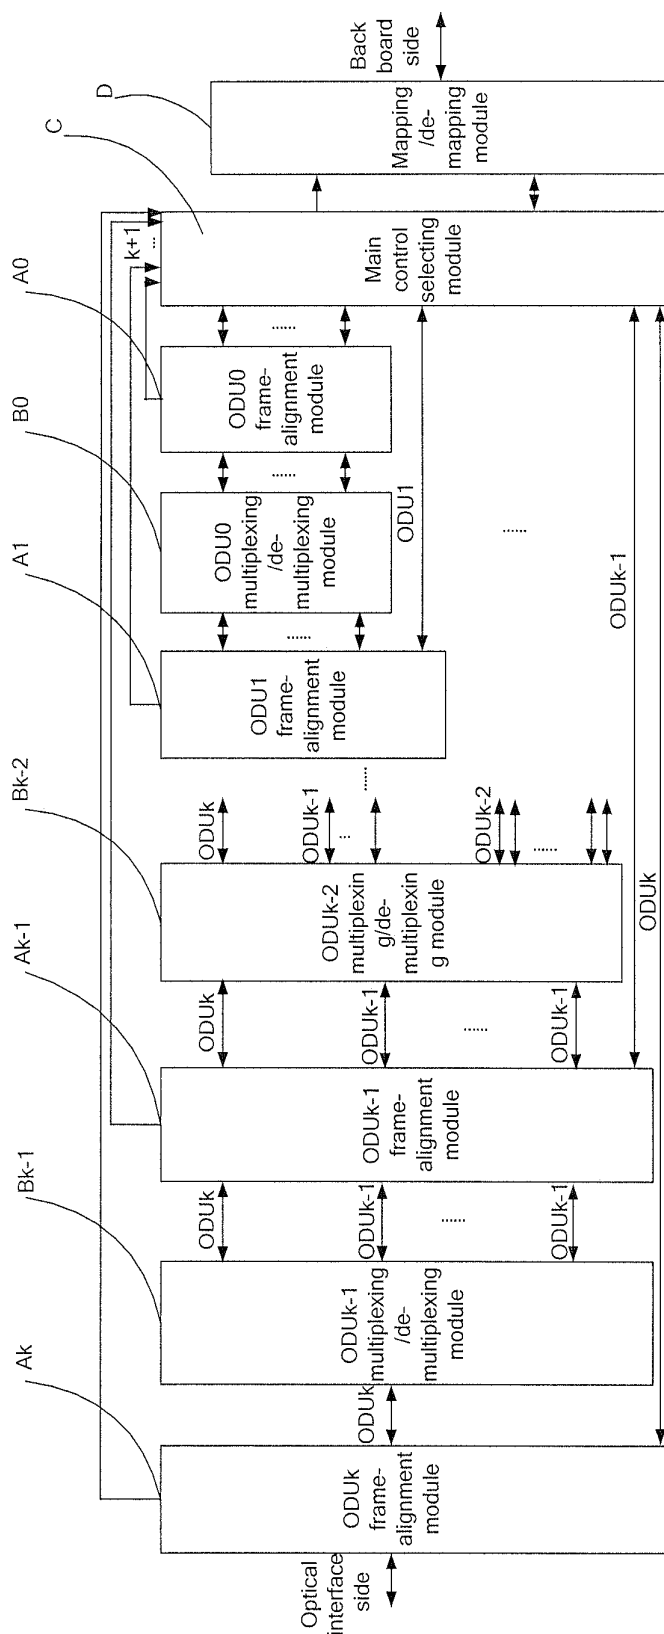 Ak
Bk-1
Ak-1
Bk-2
A1
B0
A0
C
D
k+1
...
Optical
interface
side
ODUk
frame-
alignment
module
ODUk
ODUk-1
multiplexing
/de-
multiplexing
module
ODUk
ODUk-1
......
ODUk-1
ODUk-1
frame-
alignment
module
ODUk
ODUk-1
......
ODUk-1
ODUk-2
multiplexin
g/de-
multiplexin
g module
ODUk
ODUk-1
...
ODUk-2
......
......
ODU1
frame-
alignment
module
......
ODU0
multiplexing
/de-
multiplexing
module
......
ODU0
frame-
alignment
module
......
ODU1
......
ODUk-1
ODUk
Main
control
selecting
module
Mapping
/de-
mapping
module
Back
board
side